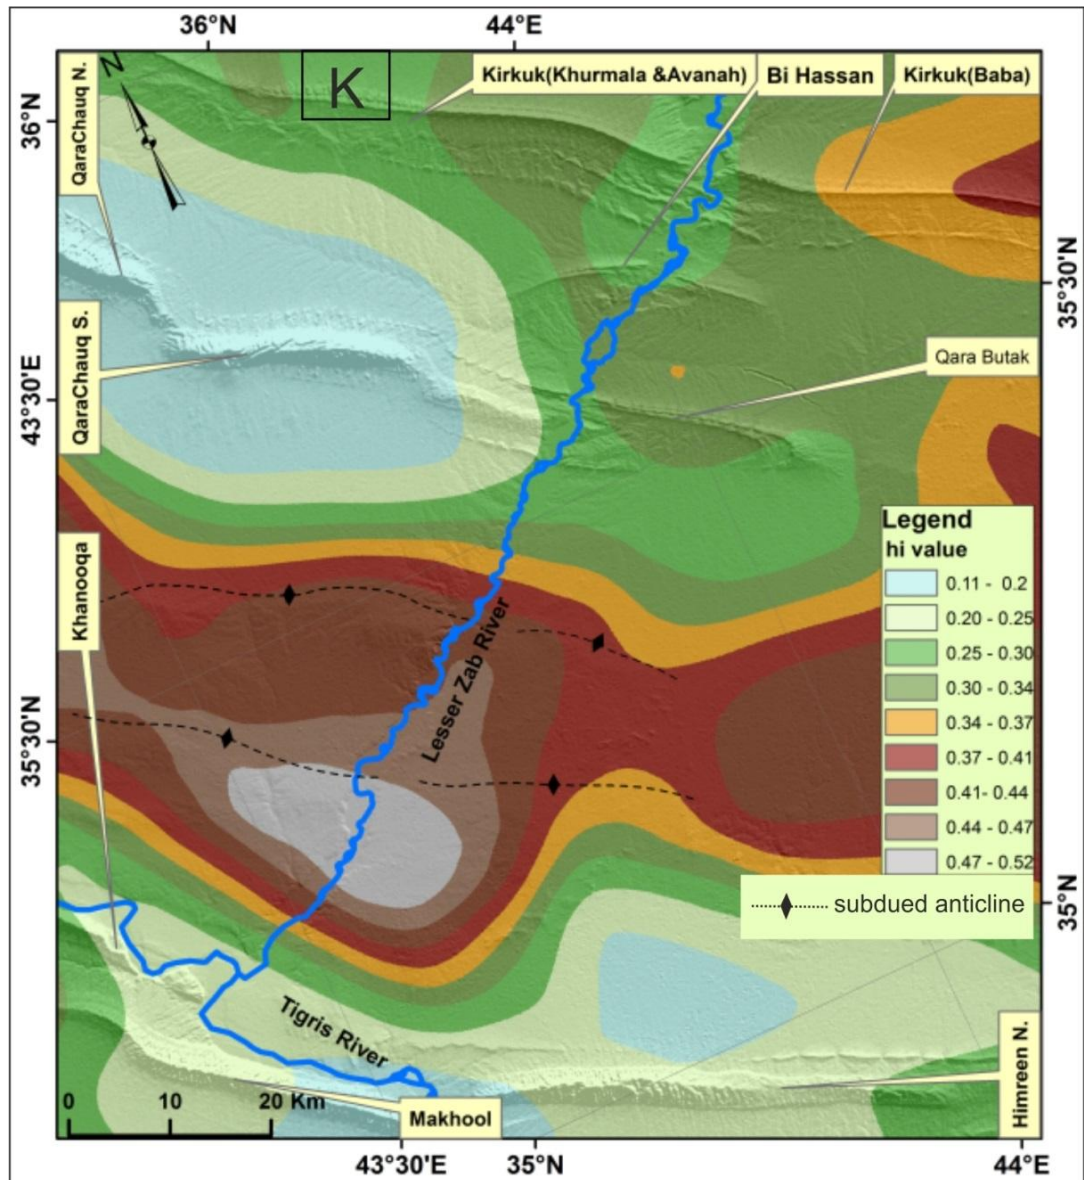 36°N
44°E
N
K
QaraChauq N.
Kirkuk(Khurmala &Avanah)
Bi Hassan
Kirkuk(Baba)
36°N
35°30'N
QaraChauq S.
Qara Butak
43°30'E
Legend
hi value
0.11 - 0.2
0.20 - 0.25
0.25 - 0.30
0.30 - 0.34
0.34 - 0.37
0.37 - 0.41
0.41- 0.44
0.44 - 0.47
0.47 - 0.52
subdued anticline
Khanooqa
Lesser Zab River
35°30'N
35°N
Tigris River
Himreen N.
0 10 20 Km
Makhool
43°30'E
35°N
44°E